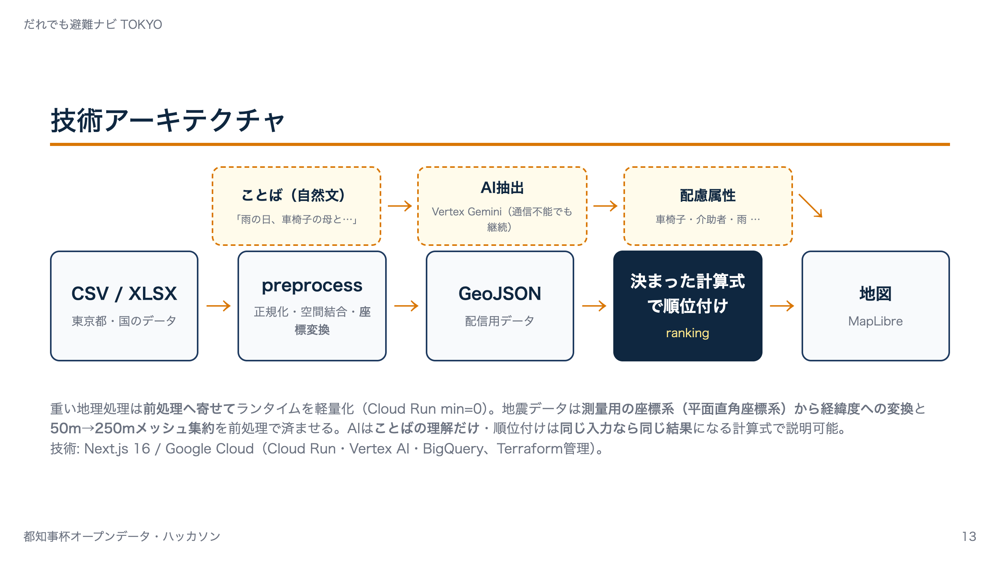 だれでも避難ナビ TOKYO
技術アーキテクチャ
ことば（自然文）
「雨の日、車椅子の母と…」
→
AI抽出
Vertex Gemini（通信不能でも
継続）
→
配慮属性
車椅子・介助者・雨 …
↘
CSV / XLSX
東京都・国のデータ
→
preprocess
正規化・空間結合・座
標変換
→
GeoJSON
配信用データ
→
決まった計算式
で順位付け
ranking
→
地図
MapLibre
重い地理処理は前処理へ寄せてランタイムを軽量化（Cloud Run min=0）。地震データは測量用の座標系（平面直角座標系）から経緯度への変換と
50m→250mメッシュ集約を前処理で済ませる。AIはことばの理解だけ・順位付けは同じ入力なら同じ結果になる計算式で説明可能。
技術: Next.js 16 / Google Cloud（Cloud Run・Vertex AI・BigQuery、Terraform管理）。
都知事杯オープンデータ・ハッカソン
13